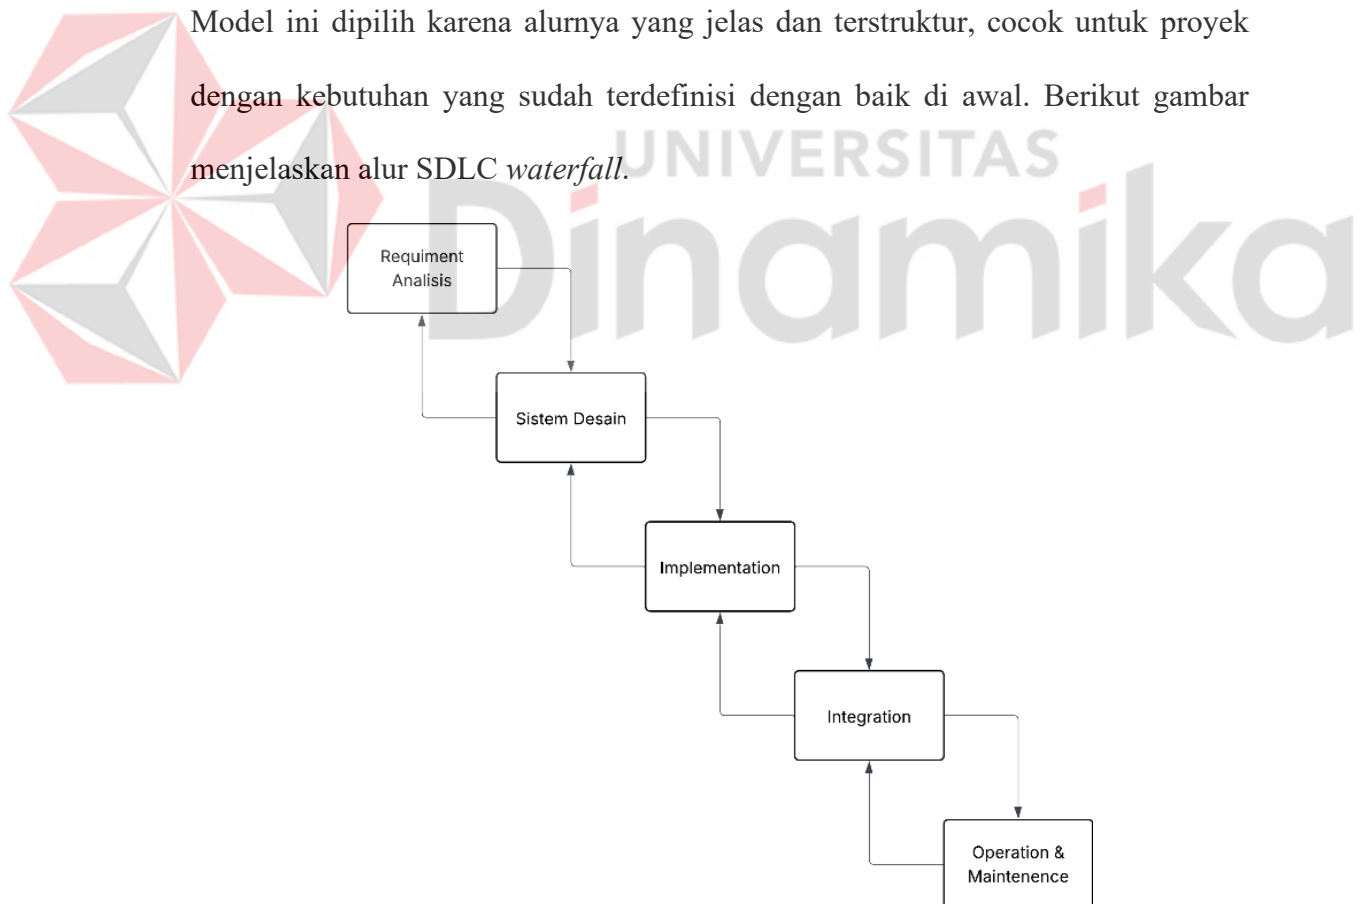 Model ini dipilih karena alurnya yang jelas dan terstruktur, cocok untuk proyek
dengan kebutuhan yang sudah terdefinisi dengan baik di awal. Berikut gambar
menjelaskan alur SDLC waterfall.
UNIVERSITAS
Dinamika
Requiment
Analisis
Sistem Desain
Implementation
Integration
Operation &
Maintenence